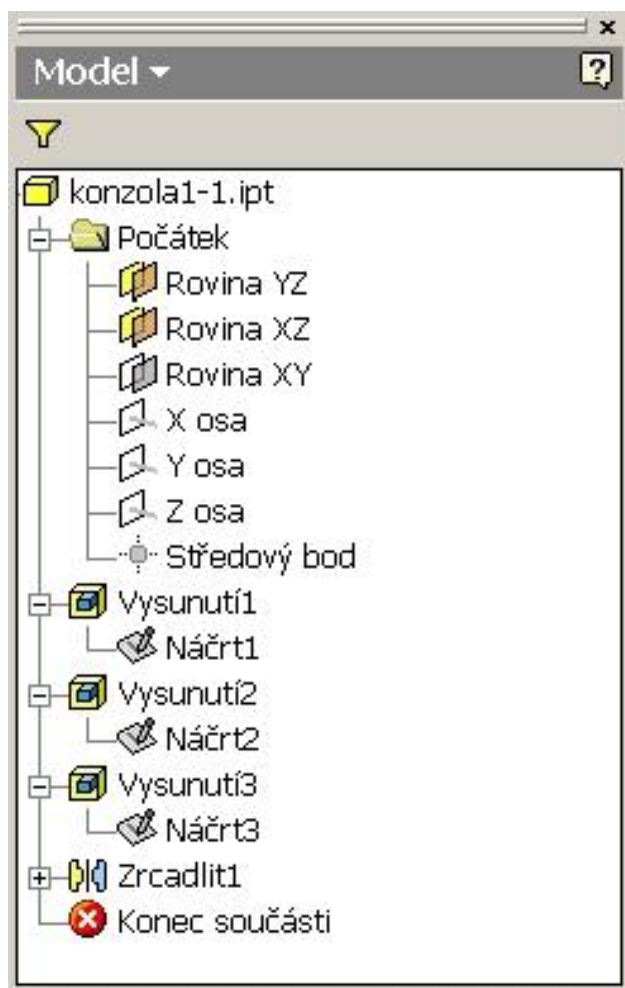 Model
konzola1-1.ipt
Počátek
Rovina YZ
Rovina XZ
Rovina XY
X osa
Y osa
Z osa
Středový bod
Vysunutí1
Náčrt1
Vysunutí2
Náčrt2
Vysunutí3
Náčrt3
Zrcadlit1
Konec součásti